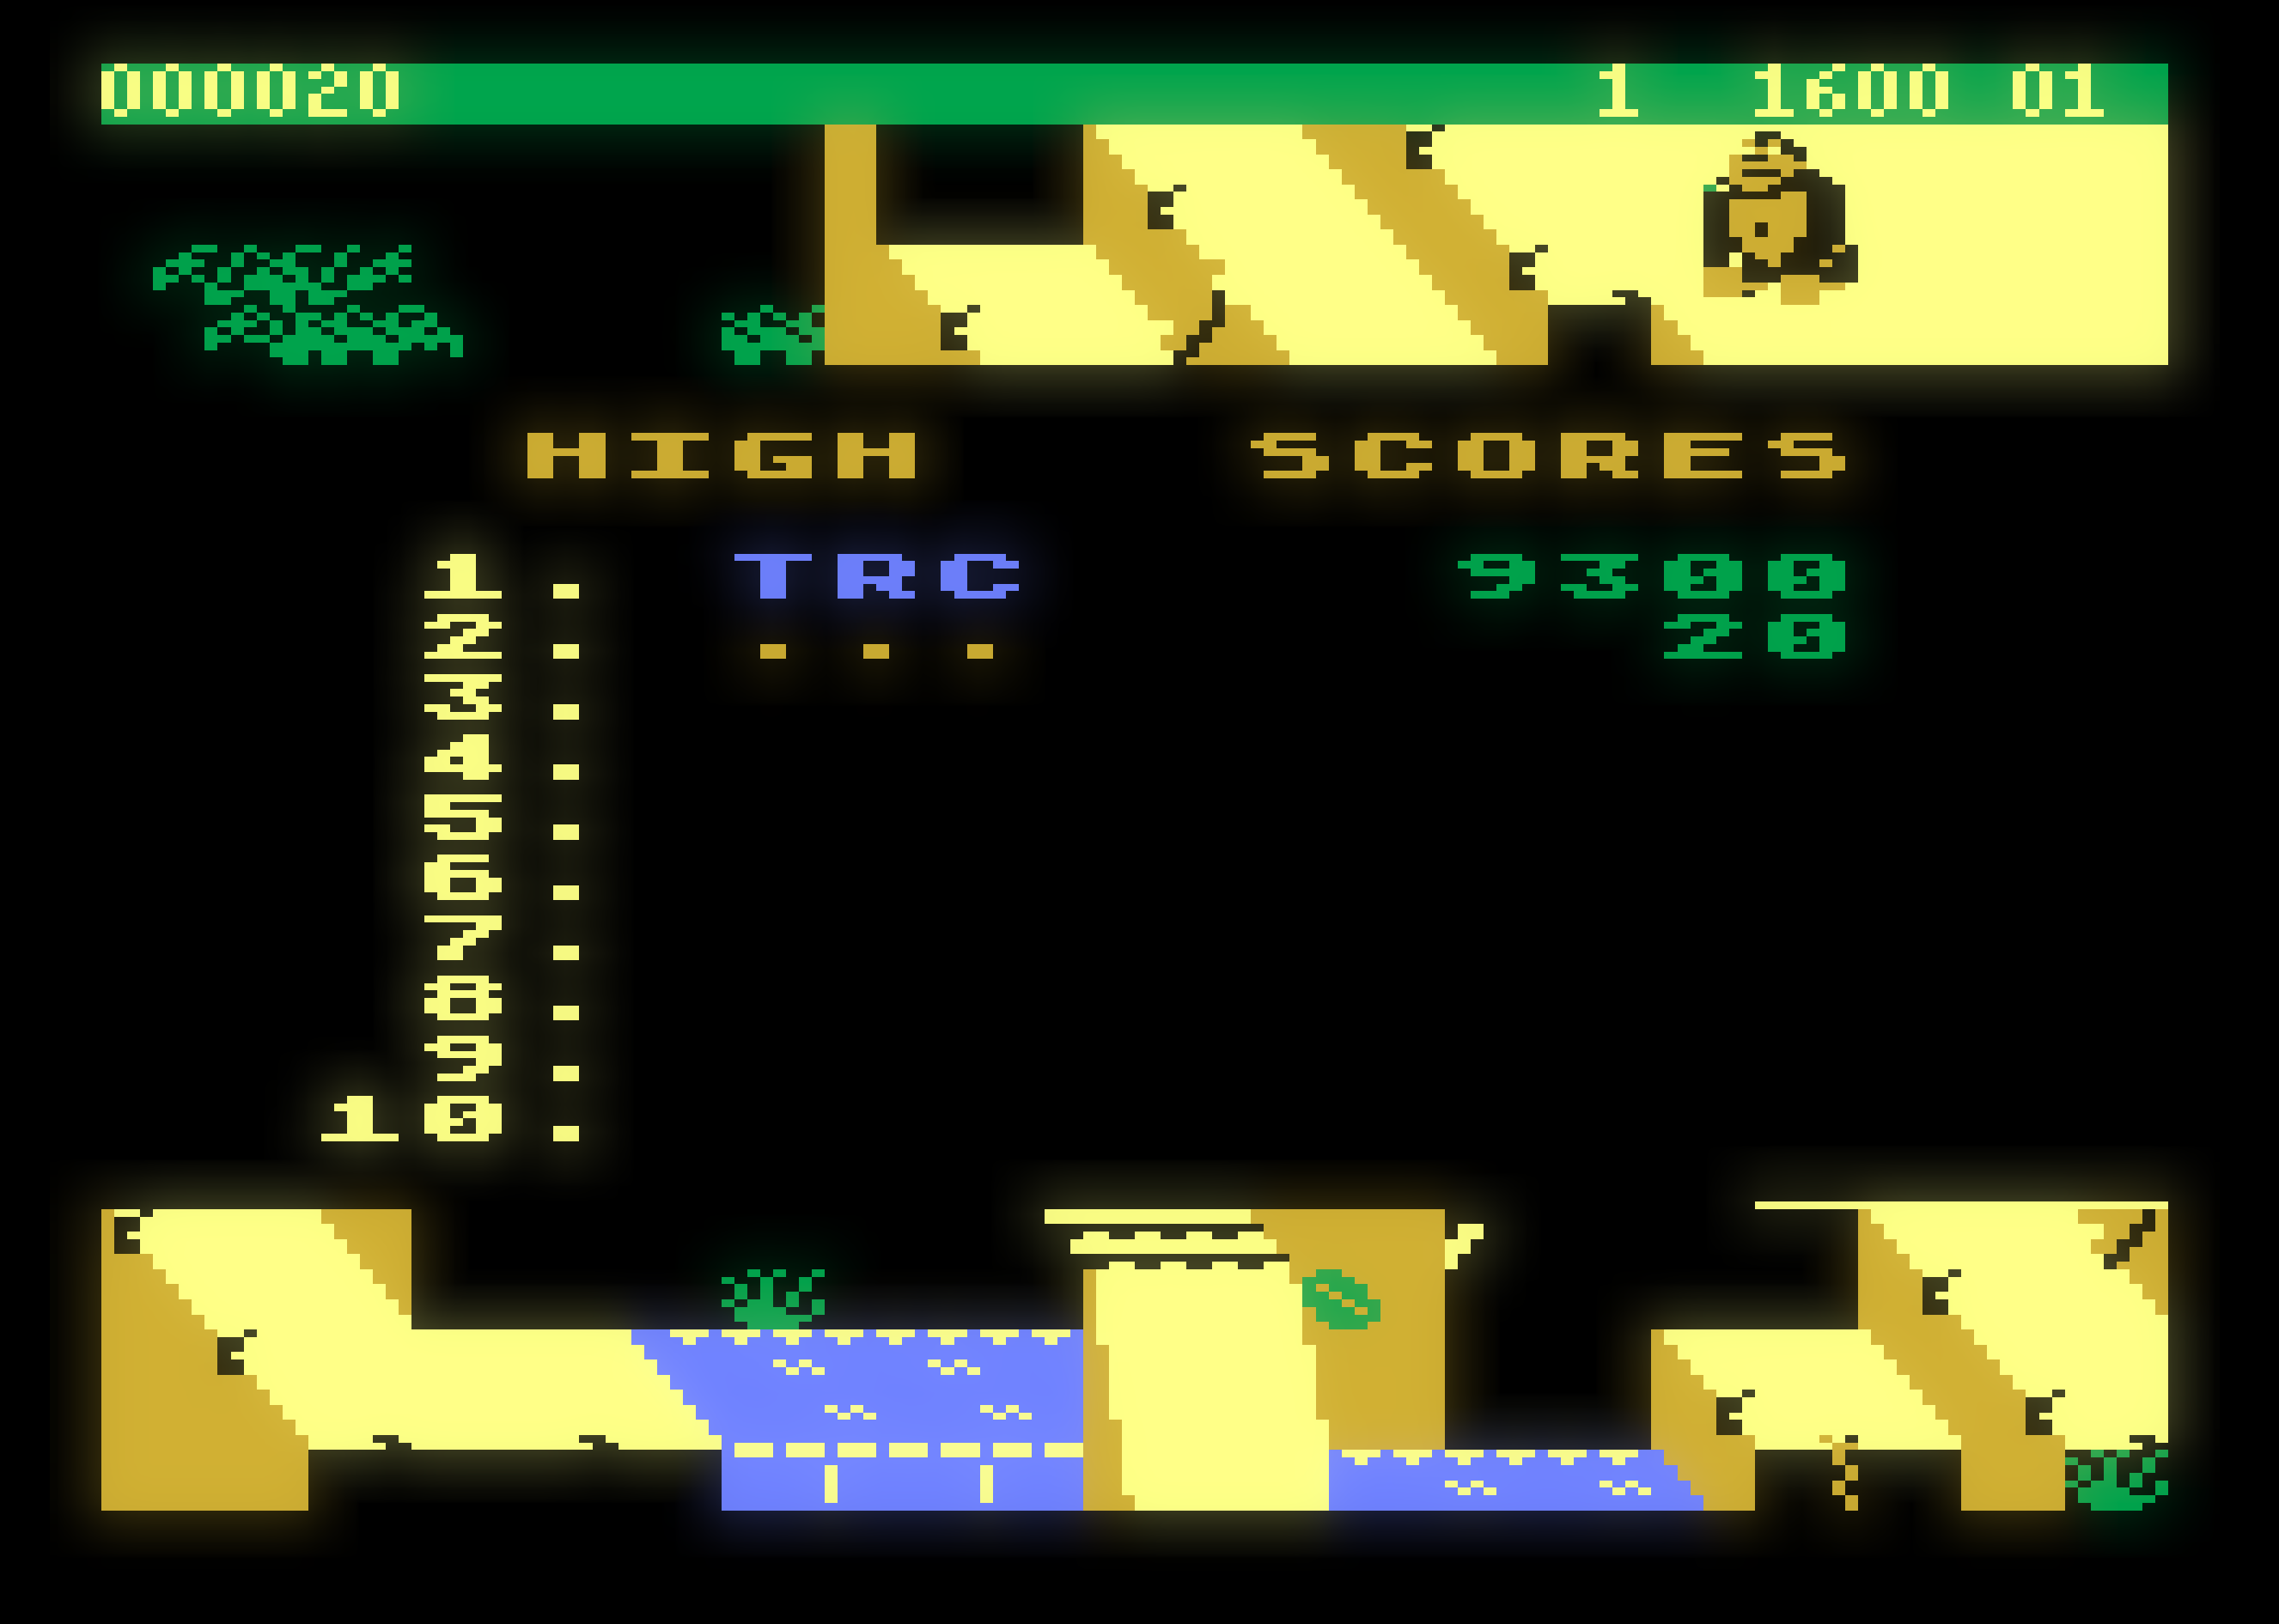 000020 1 1600 01
HIGH SCORES
1. TRC 9300
2. ... 20
3.
4.
5.
6.
7.
8.
9.
10.